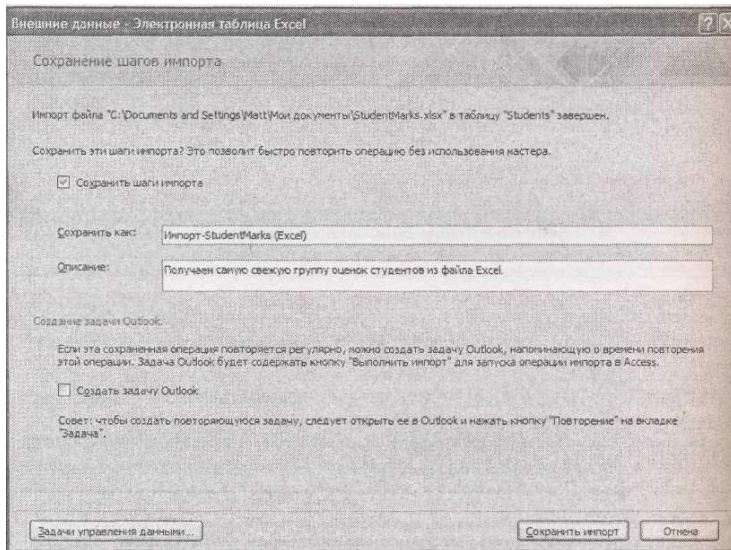 Внешние данные - Электронная таблица Excel
Сохранение шагов импорта
Импорт файла "C:\Documents and Settings\Matt\Мои документы\StudentMarks.xlsx" в таблицу "Students" завершен.
Сохранить эти шаги импорта? Это позволит быстро повторить операцию без использования мастера.
Сохранить шаги импорта
Сохранить как: Импорт-StudentMarks (Excel)
Описание: Получаем самую свежую группу оценок студентов из файла Excel.
Создание задачи Outlook.
Если эта сохраненная операция повторяется регулярно, можно создать задачу Outlook, напоминающую о времени повторения
этой операции. Задача Outlook будет содержать кнопку "Выполнить импорт" для запуска операции импорта в Access.
Создать задачу Outlook
Совет: чтобы создать повторяющуюся задачу, следует открыть ее в Outlook и нажать кнопку "Повторение" на вкладке
"Задача".
Задачи управления данными... Сохранить импорт Отмена